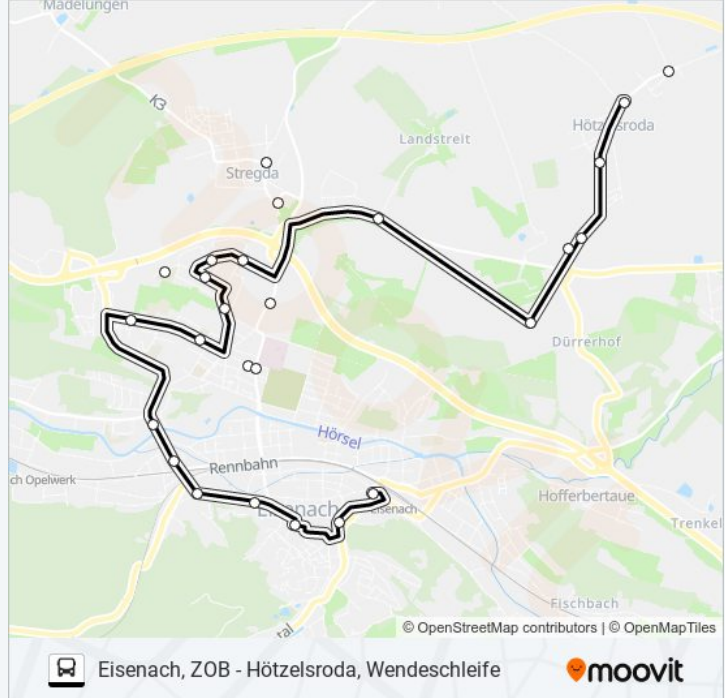 Madelungen
K3
Hötzelsroda
Landstreit
Stregda
Dürrerhof
Hörsel
Rennbahn
ch Opelwerk
Hofferbertaue
Eisenach
eisenach
Trenkel
Fischbach
tal
© OpenStreetMap contributors | © OpenMapTiles
Eisenach, ZOB - Hötzelsroda, Wendeschleife
moovit